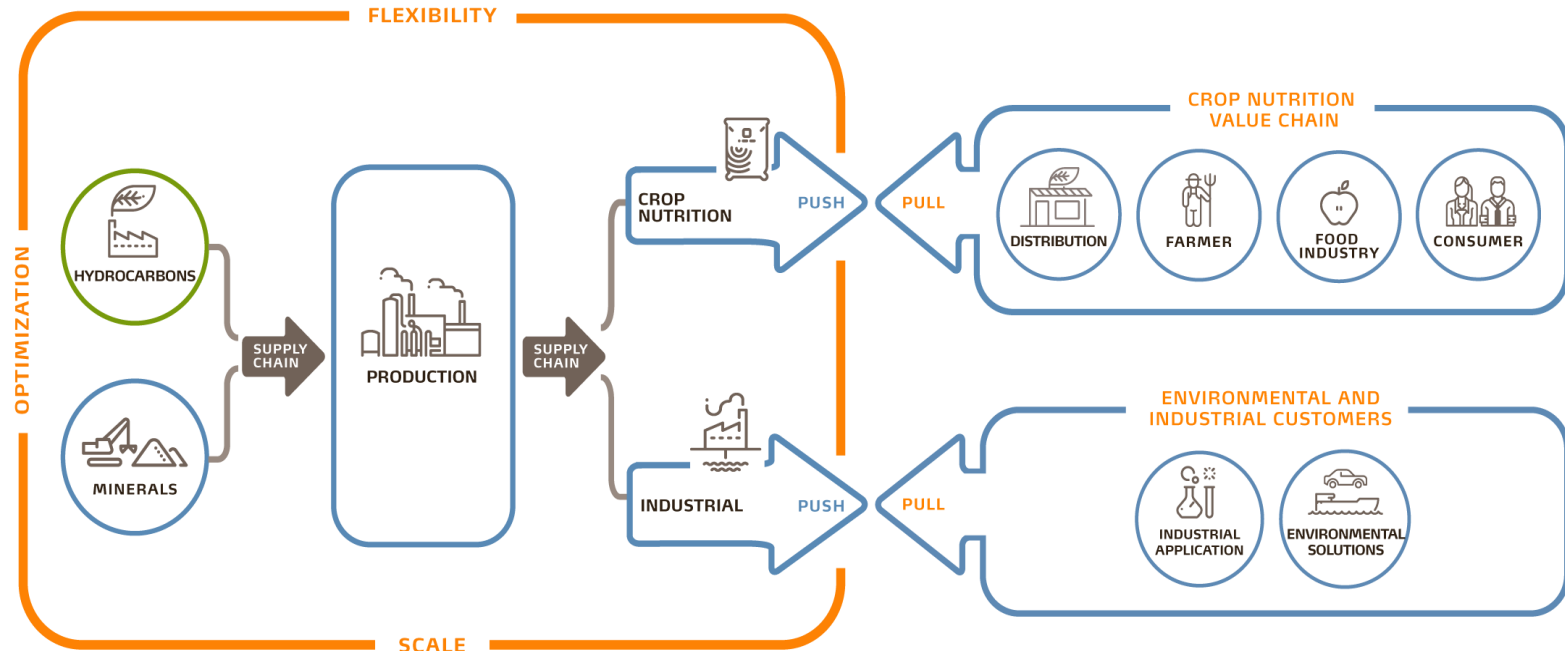 FLEXIBILITY
OPTIMIZATION
SCALE
HYDROCARBONS
MINERALS
SUPPLY
CHAIN
PRODUCTION
SUPPLY
CHAIN
CROP
NUTRITION
PUSH
PULL
CROP NUTRITION
VALUE CHAIN
DISTRIBUTION
FARMER
FOOD
INDUSTRY
CONSUMER
INDUSTRIAL
PUSH
PULL
ENVIRONMENTAL AND
INDUSTRIAL CUSTOMERS
INDUSTRIAL
APPLICATION
ENVIRONMENTAL
SOLUTIONS